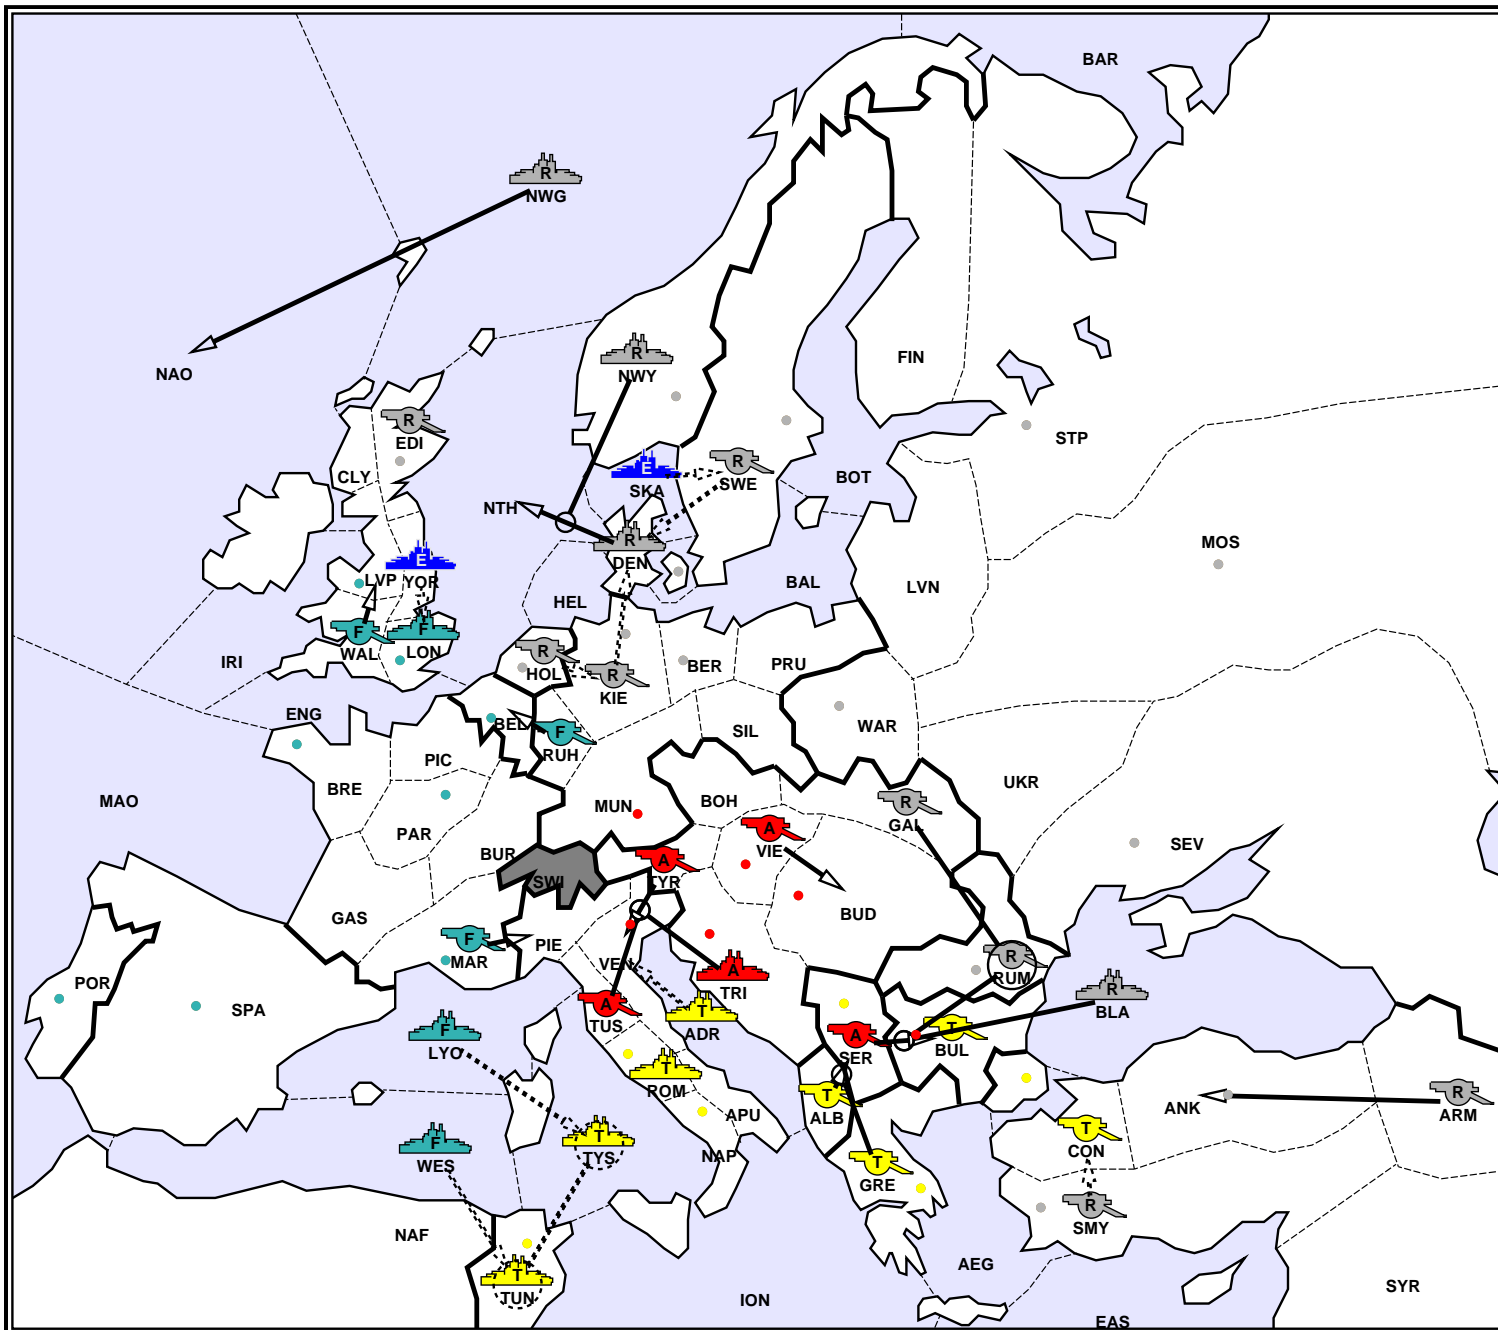 BAR
R
NWG
NAO
R
NWY
FIN
R
EDI
STP
CLY
E
SKA
R
SWE
BOT
NTH
R
DEN
MOS
E
LVP
YOR
BAL
LVN
HEL
F
WAL
F
LON
IRI
R
HOL
R
KIE
BER
PRU
ENG
BEL
F
RUH
SIL
WAR
PIC
UKR
BRE
MAO
MUN
BOH
R
GAL
PAR
A
VIE
SEV
BUR
A
TYR
SWI
BUD
GAS
F
MAR
PIE
VEN
R
RUM
POR
SPA
A
TRI
R
BLA
A
TUS
T
ADR
F
LYO
A
SER
T
BUL
T
ROM
T
ALB
APU
ANK
R
ARM
F
WES
T
TYS
NAP
T
GRE
T
CON
R
SMY
NAF
AEG
T
TUN
ION
SYR
EAS